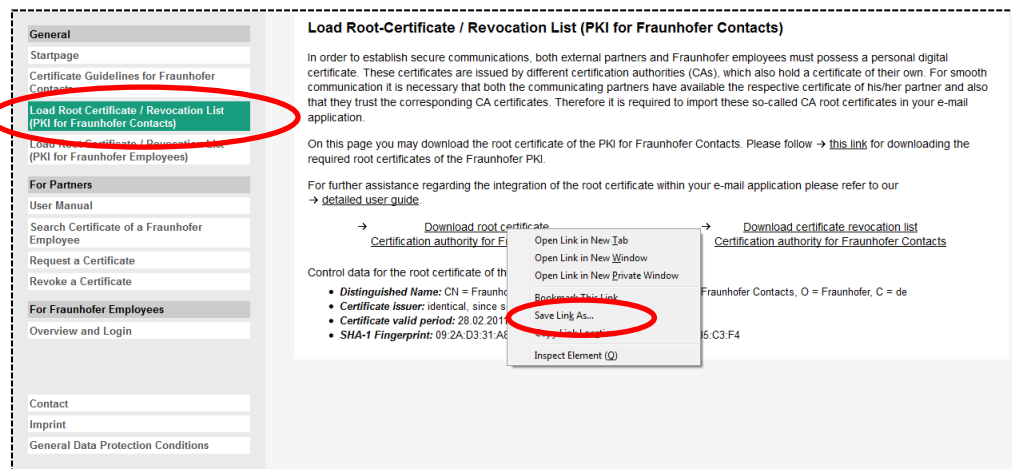 General
Startpage
Certificate Guidelines for Fraunhofer
Contacts
Load Root Certificate / Revocation List
(PKI for Fraunhofer Contacts)
Load Root Certificate / Revocation List
(PKI for Fraunhofer Employees)
For Partners
User Manual
Search Certificate of a Fraunhofer
Employee
Request a Certificate
Revoke a Certificate
For Fraunhofer Employees
Overview and Login
Contact
Imprint
General Data Protection Conditions
Load Root-Certificate / Revocation List (PKI for Fraunhofer Contacts)
In order to establish secure communications, both external partners and Fraunhofer employees must possess a personal digital
certificate. These certificates are issued by different certification authorities (CAs), which also hold a certificate of their own. For smooth
communication it is necessary that both the communicating partners have available the respective certificate of his/her partner and also
that they trust the corresponding CA certificates. Therefore it is required to import these so-called CA root certificates in your e-mail
application.
On this page you may download the root certificate of the PKI for Fraunhofer Contacts. Please follow → this link for downloading the
required root certificates of the Fraunhofer PKI.
For further assistance regarding the integration of the root certificate within your e-mail application please refer to our
→ detailed user guide.
→ Download root certificate
Certification authority for F
→ Download certificate revocation list
Certification authority for Fraunhofer Contacts
Control data for the root certificate of th
• Distinguished Name: CN = Fraunho
Fraunhofer Contacts, O = Fraunhofer, C = de
• Certificate issuer: identical, since s
• Certificate valid period: 28.02.2011
• SHA-1 Fingerprint: 09:2A:D3:31:A8
C3:F4
Open Link in New Tab
Open Link in New Window
Open Link in New Private Window
Bookmark This Link
Save Link As...
Copy Link Location
Inspect Element (Q)